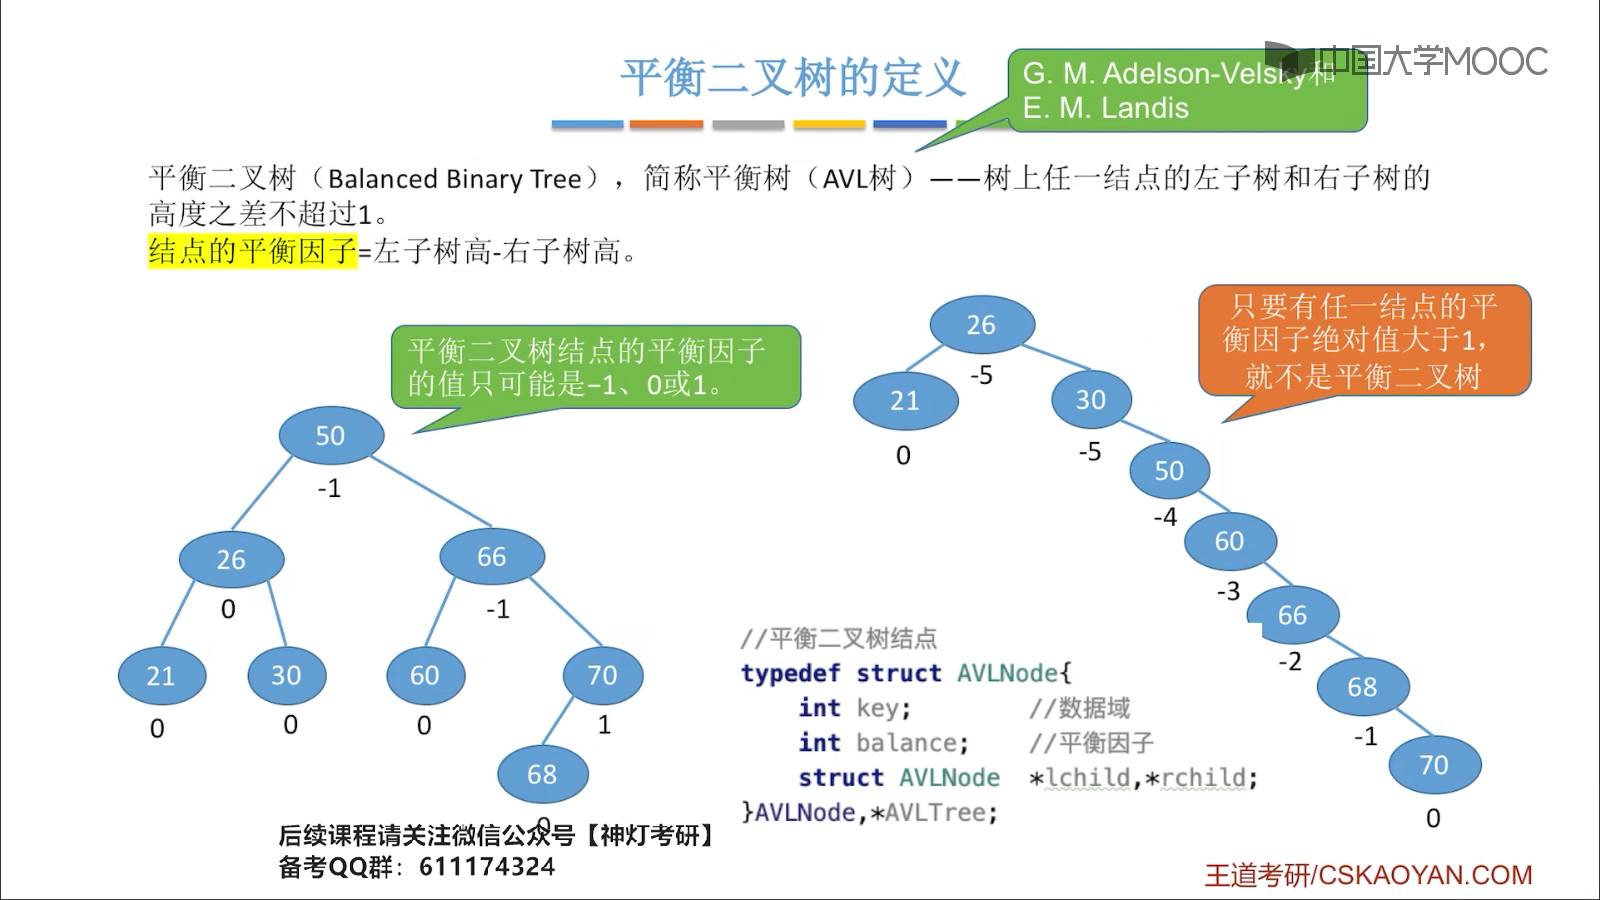 中国大学MOOC
平衡二叉树的定义
G. M. Adelson-Velsky和
E. M. Landis
平衡二叉树（Balanced Binary Tree），简称平衡树（AVL树）——树上任一结点的左子树和右子树的
高度之差不超过1。
结点的平衡因子=左子树高-右子树高。
平衡二叉树结点的平衡因子
的值只可能是−1、0或1。
50
-1
26
66
0
-1
21
30
60
70
0
0
0
1
68
0
26
-5
21
30
0
-5
50
-4
60
-3
66
-2
68
-1
70
0
只要有任一结点的平
衡因子绝对值大于1，
就不是平衡二叉树
//平衡二叉树结点
typedef struct AVLNode{
int key; //数据域
int balance; //平衡因子
struct AVLNode *lchild,*rchild;
}AVLNode,*AVLTree;
后续课程请关注微信公众号【神灯考研】
备考QQ群：611174324
王道考研/CSKAOYAN.COM